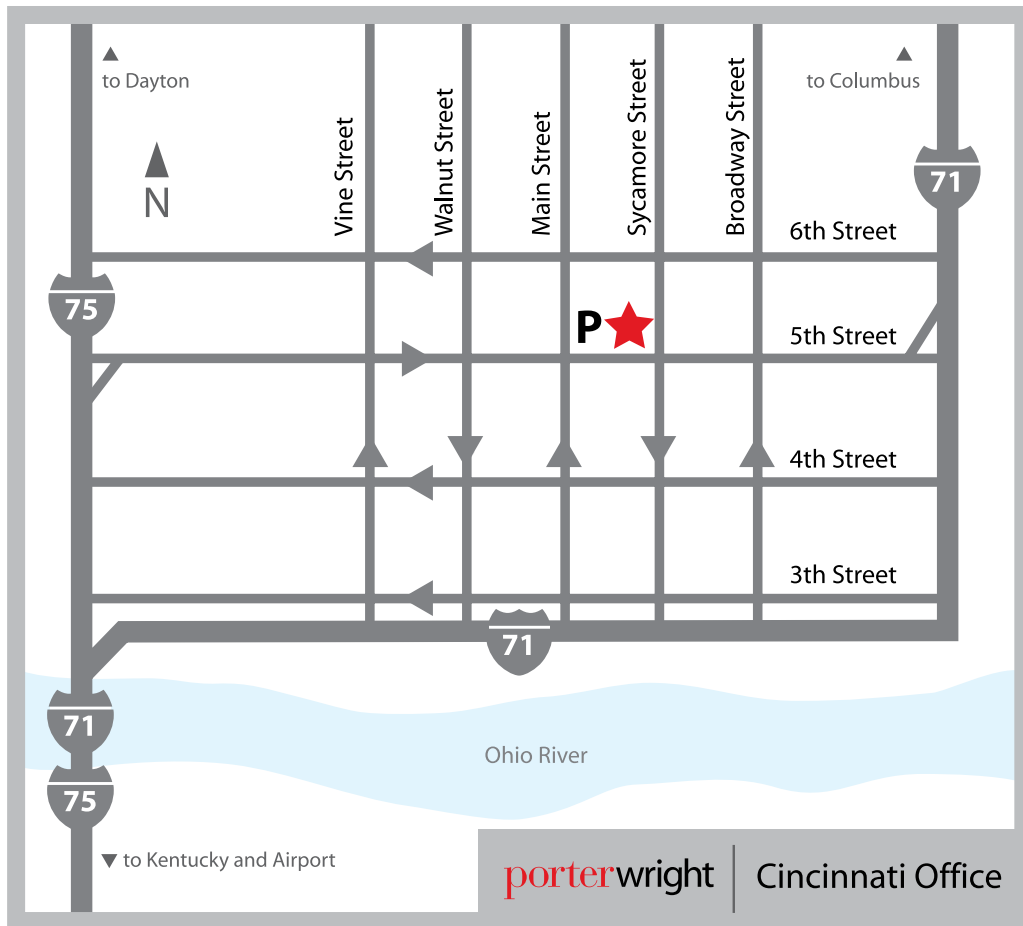 to Dayton
to Columbus
N
Vine Street
Walnut Street
Main Street
Sycamore Street
Broadway Street
71
6th Street
75
P
5th Street
4th Street
3th Street
71
71
Ohio River
75
to Kentucky and Airport
porterwright
Cincinnati Office